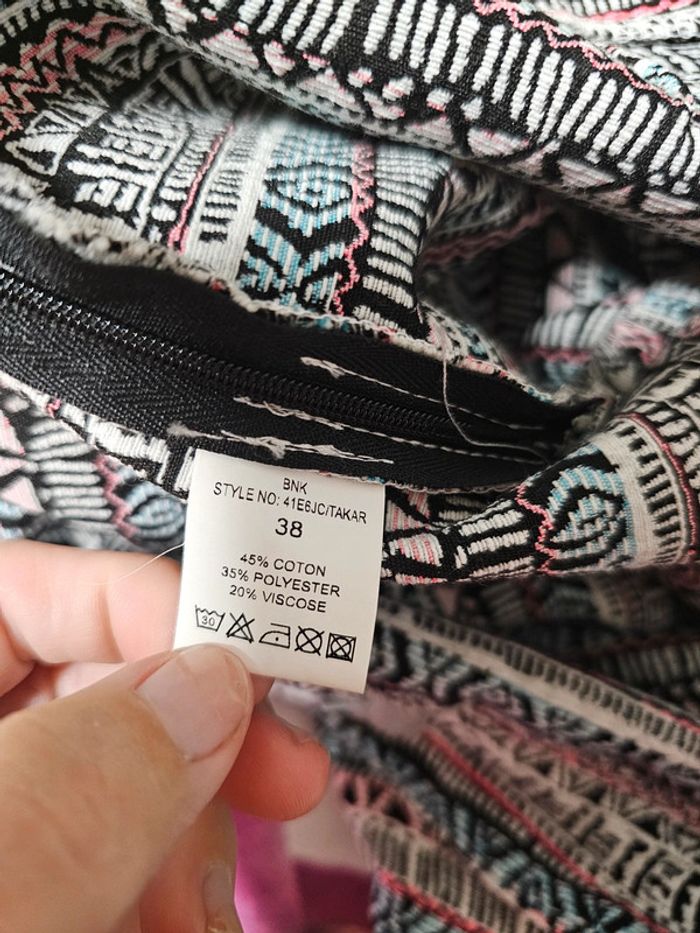 BNK
STYLE NO: 41E6JC/TAKAR
38
45% COTON
35% POLYESTER
20% VISCOSE
30